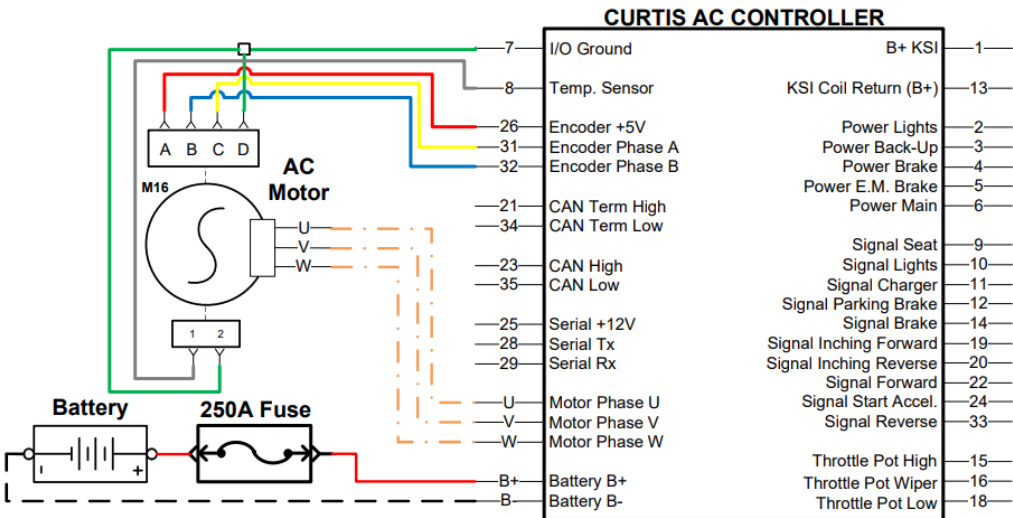 CURTIS AC CONTROLLER
7 I/O Ground
8 Temp. Sensor
26 Encoder +5V
31 Encoder Phase A
32 Encoder Phase B
21 CAN Term High
34 CAN Term Low
23 CAN High
35 CAN Low
25 Serial +12V
28 Serial Tx
29 Serial Rx
U Motor Phase U
V Motor Phase V
W Motor Phase W
B+ Battery B+
B- Battery B-
B+ KSI 1
KSI Coil Return (B+) 13
Power Lights 2
Power Back-Up 3
Power Brake 4
Power E.M. Brake 5
Power Main 6
Signal Seat 9
Signal Lights 10
Signal Charger 11
Signal Parking Brake 12
Signal Brake 14
Signal Inching Forward 19
Signal Inching Reverse 20
Signal Forward 22
Signal Start Accel. 24
Signal Reverse 33
Throttle Pot High 15
Throttle Pot Wiper 16
Throttle Pot Low 18
A B C D
M16
AC
Motor
U
V
W
1 2
Battery
- +
250A Fuse